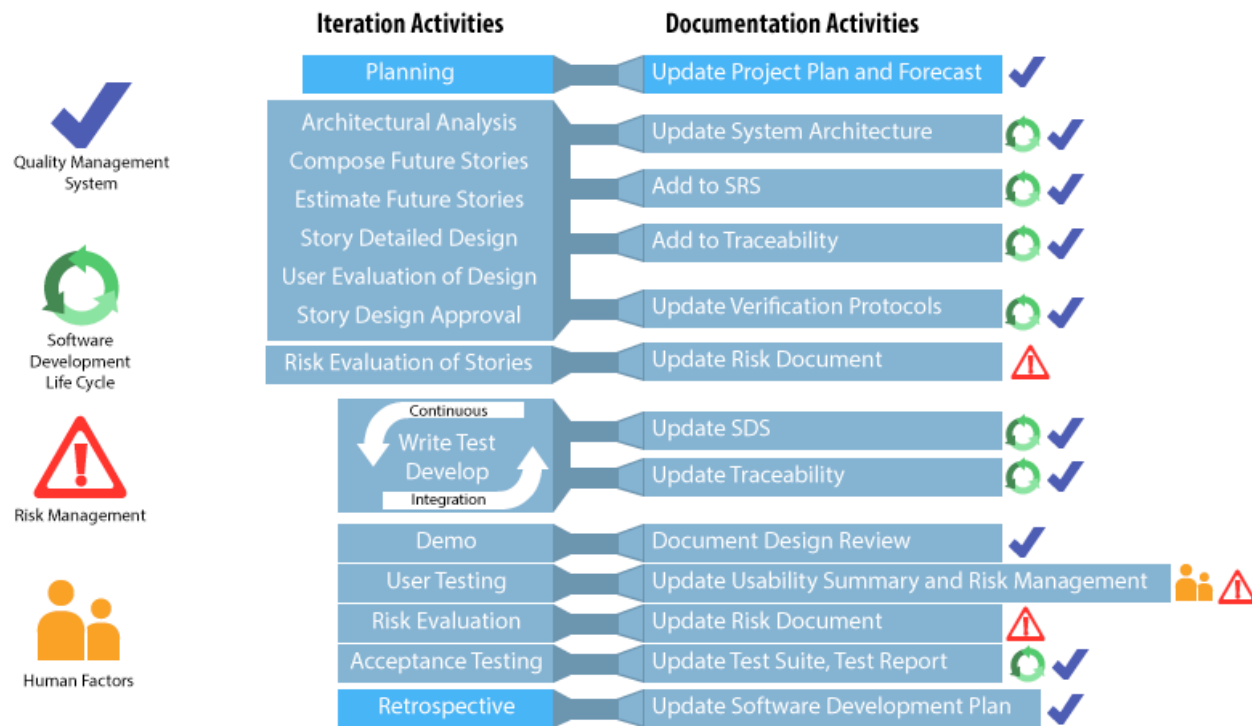 Iteration Activities
Documentation Activities
Quality Management
System
Software
Development
Life Cycle
Risk Management
Human Factors
Planning
Update Project Plan and Forecast
Architectural Analysis
Compose Future Stories
Estimate Future Stories
Story Detailed Design
User Evaluation of Design
Story Design Approval
Update System Architecture
Add to SRS
Add to Traceability
Update Verification Protocols
Risk Evaluation of Stories
Update Risk Document
Continuous
Write Test
Develop
Integration
Update SDS
Update Traceability
Demo
Document Design Review
User Testing
Update Usability Summary and Risk Management
Risk Evaluation
Update Risk Document
Acceptance Testing
Update Test Suite, Test Report
Retrospective
Update Software Development Plan